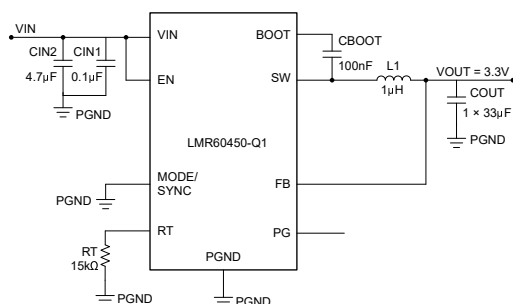 VIN
CIN2
4.7µF
CIN1
0.1µF
PGND
VIN
EN
MODE/
SYNC
PGND
RT
RT
15kΩ
PGND
LMR60450-Q1
PGND
PGND
BOOT
SW
FB
PG
CBOOT
100nF
L1
1µH
VOUT = 3.3V
COUT
1 × 33µF
PGND